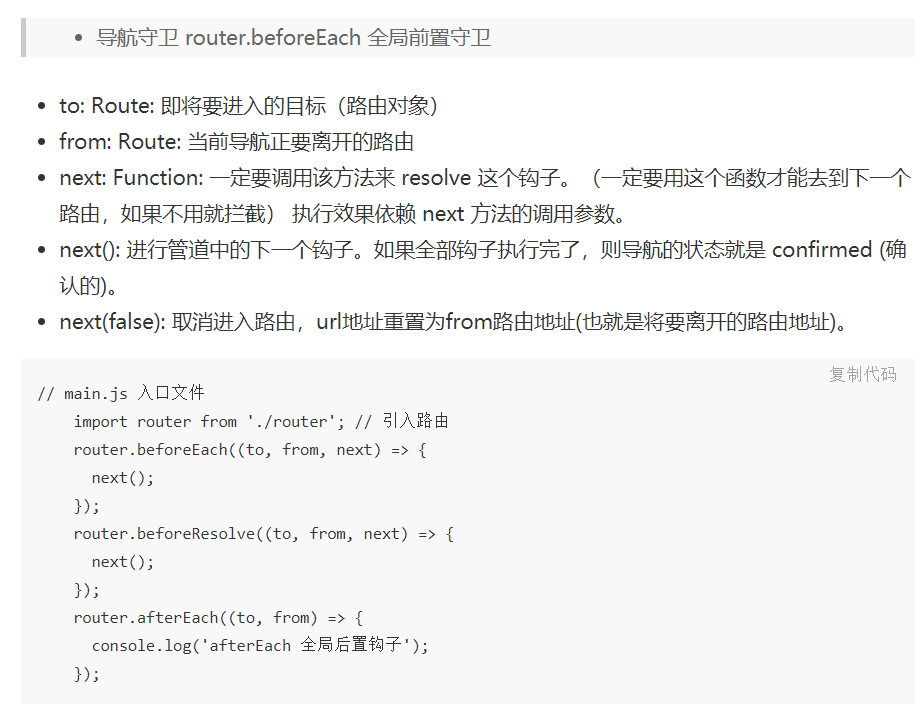 导航守卫 router.beforeEach 全局前置守卫
to: Route: 即将要进入的目标（路由对象）
from: Route: 当前导航正要离开的路由
next: Function: 一定要调用该方法来 resolve 这个钩子。（一定要用这个函数才能去到下一个
路由，如果不用就拦截） 执行效果依赖 next 方法的调用参数。
next(): 进行管道中的下一个钩子。如果全部钩子执行完了，则导航的状态就是 confirmed (确
认的)。
next(false): 取消进入路由，url地址重置为from路由地址(也就是将要离开的路由地址)。
复制代码
// main.js 入口文件
    import router from './router'; // 引入路由
    router.beforeEach((to, from, next) => {
      next();
    });
    router.beforeResolve((to, from, next) => {
      next();
    });
    router.afterEach((to, from) => {
      console.log('afterEach 全局后置钩子');
    });